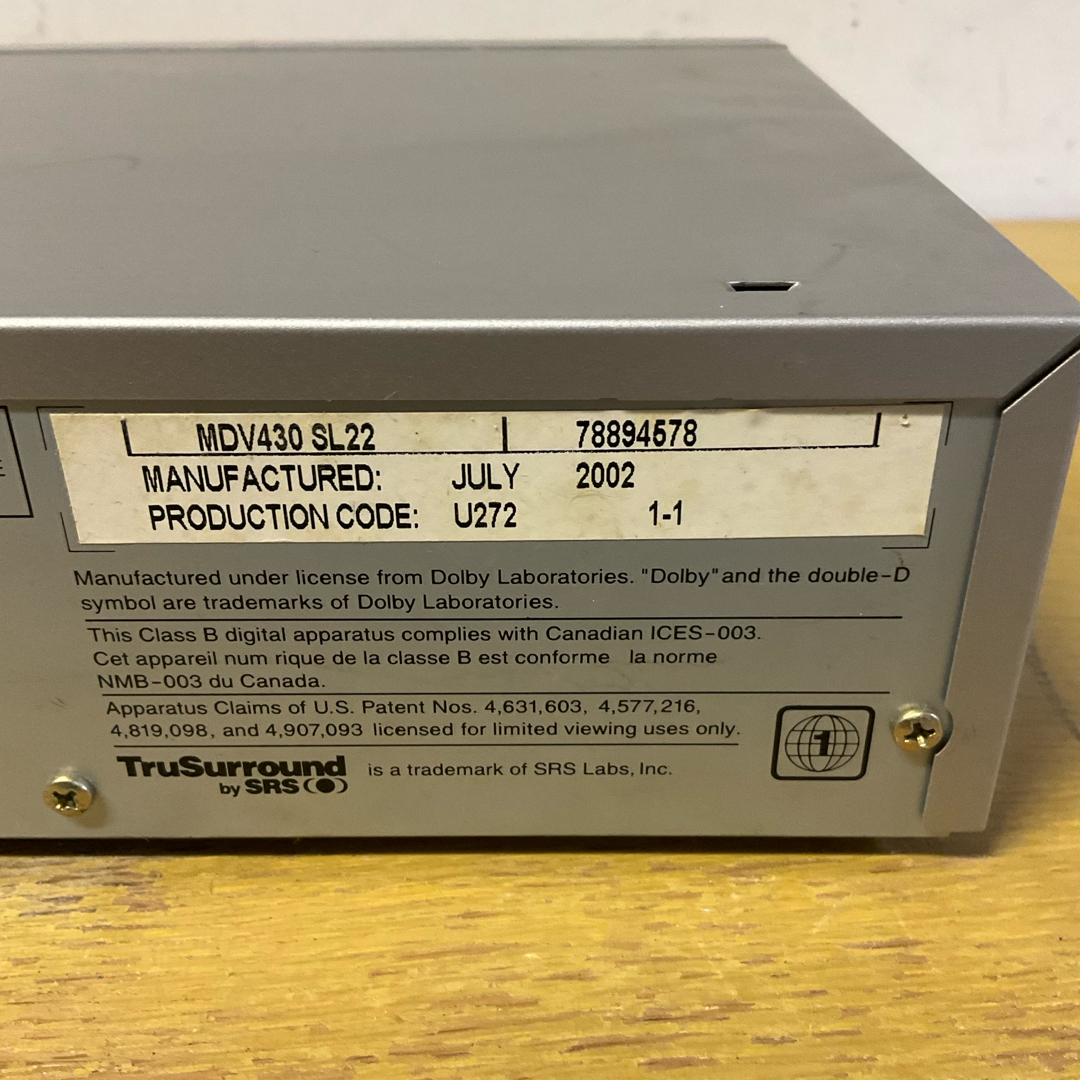 MDV430 SL22 78894578
MANUFACTURED: JULY 2002
PRODUCTION CODE: U272 1-1
Manufactured under license from Dolby Laboratories. "Dolby" and the double-D
symbol are trademarks of Dolby Laboratories.
This Class B digital apparatus complies with Canadian ICES-003.
Cet appareil num rique de la classe B est conforme la norme
NMB-003 du Canada.
Apparatus Claims of U.S. Patent Nos. 4,631,603, 4,577,216,
4,819,098, and 4,907,093 licensed for limited viewing uses only.
TruSurround is a trademark of SRS Labs, Inc.
by SRS
1